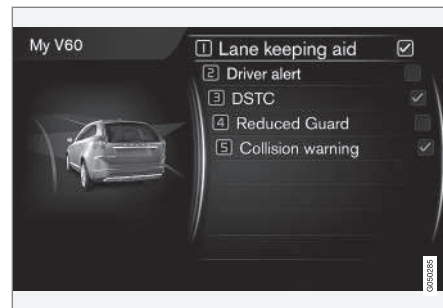 My V60
1 Lane keeping aid
2 Driver alert
3 DSTC
4 Reduced Guard
5 Collision warning
G050285